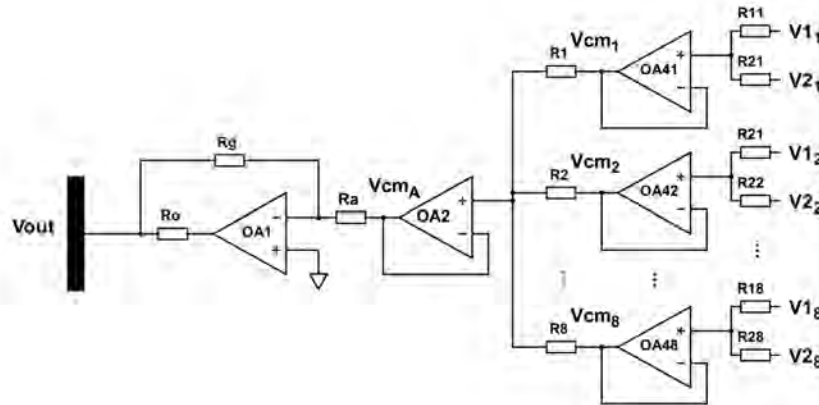 R11
Vcm₁
V1₁
R1
OA41
R21
V2₁
Rg
Vcm_A
Vcm₂
R21
V1₂
R2
OA42
R22
V2₂
Vout
Ro
OA1
Ra
OA2
Vcm₈
R18
V1₈
R8
OA48
R28
V2₈